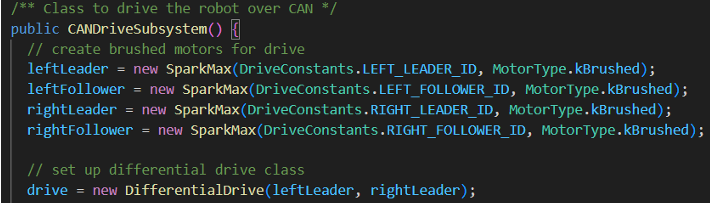 /** Class to drive the robot over CAN */
public CANDriveSubsystem() {
// create brushed motors for drive
leftLeader = new SparkMax(DriveConstants.LEFT_LEADER_ID, MotorType.kBrushed);
leftFollower = new SparkMax(DriveConstants.LEFT_FOLLOWER_ID, MotorType.kBrushed);
rightLeader = new SparkMax(DriveConstants.RIGHT_LEADER_ID, MotorType.kBrushed);
rightFollower = new SparkMax(DriveConstants.RIGHT_FOLLOWER_ID, MotorType.kBrushed);
// set up differential drive class
drive = new DifferentialDrive(leftLeader, rightLeader);